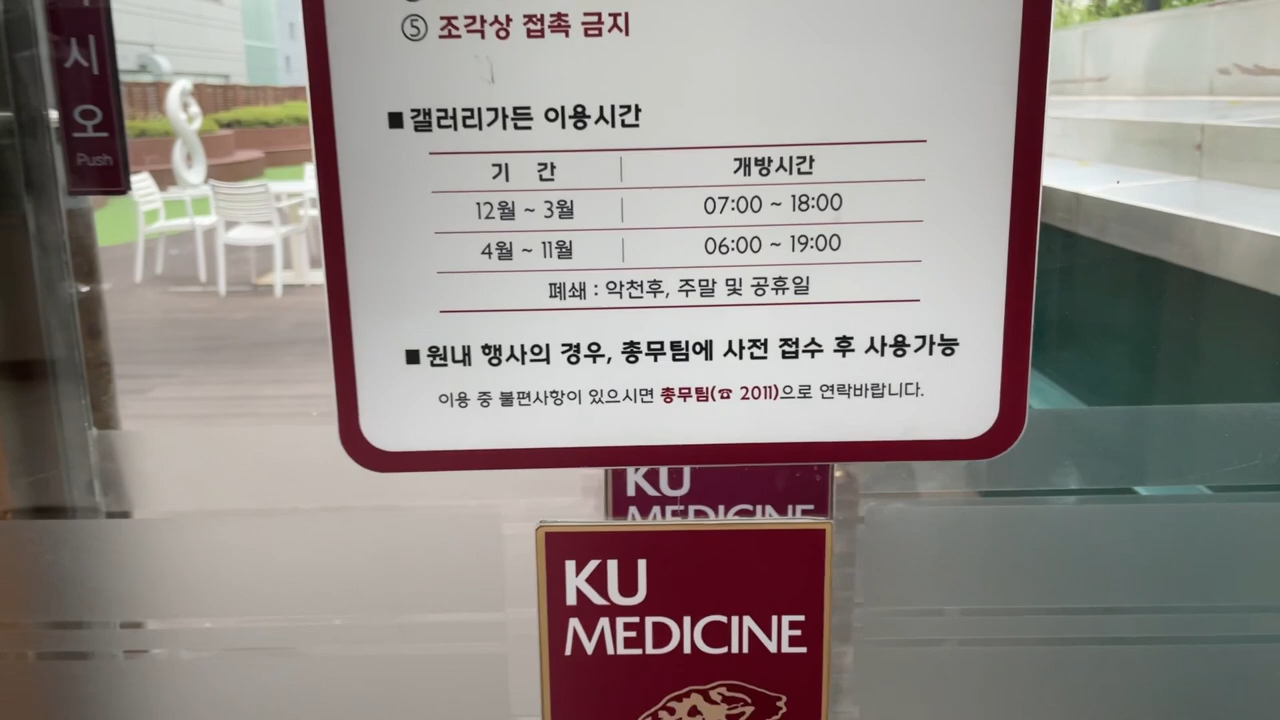 ⑤ 조각상 접촉 금지
■ 갤러리가든 이용시간
기 간 개방시간
12월 ~ 3월 07:00 ~ 18:00
4월 ~ 11월 06:00 ~ 19:00
폐쇄 : 악천후, 주말 및 공휴일
■ 원내 행사의 경우, 총무팀에 사전 접수 후 사용가능
이용 중 불편사항이 있으시면 총무팀(☎ 2011)으로 연락바랍니다.
시
오
Push
KU
MEDICINE
KU
MEDICINE